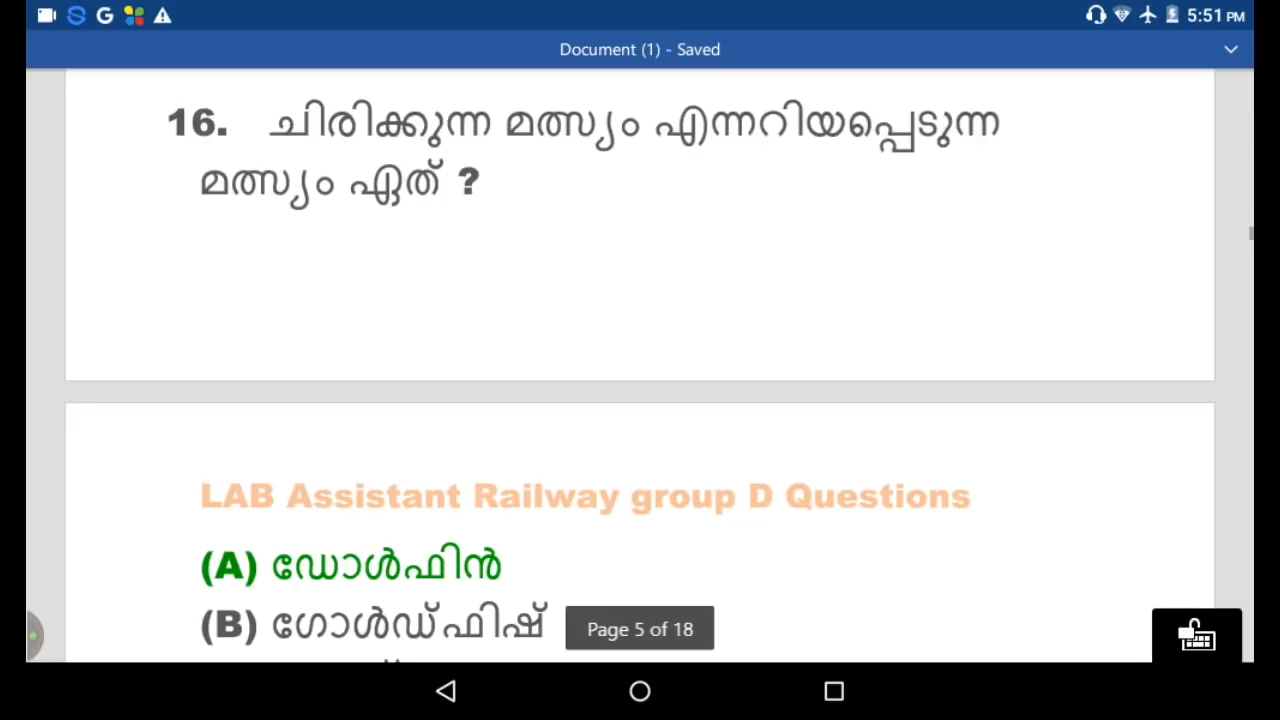 5:51 PM
Document (1) - Saved
16. ചിരിക്കുന്ന മത്സ്യം എന്നറിയപ്പെടുന്ന
മത്സ്യം ഏത് ?
LAB Assistant Railway group D Questions
(A) ഡോൾഫിൻ
(B) ഗോൾഡ്ഫിഷ്
Page 5 of 18